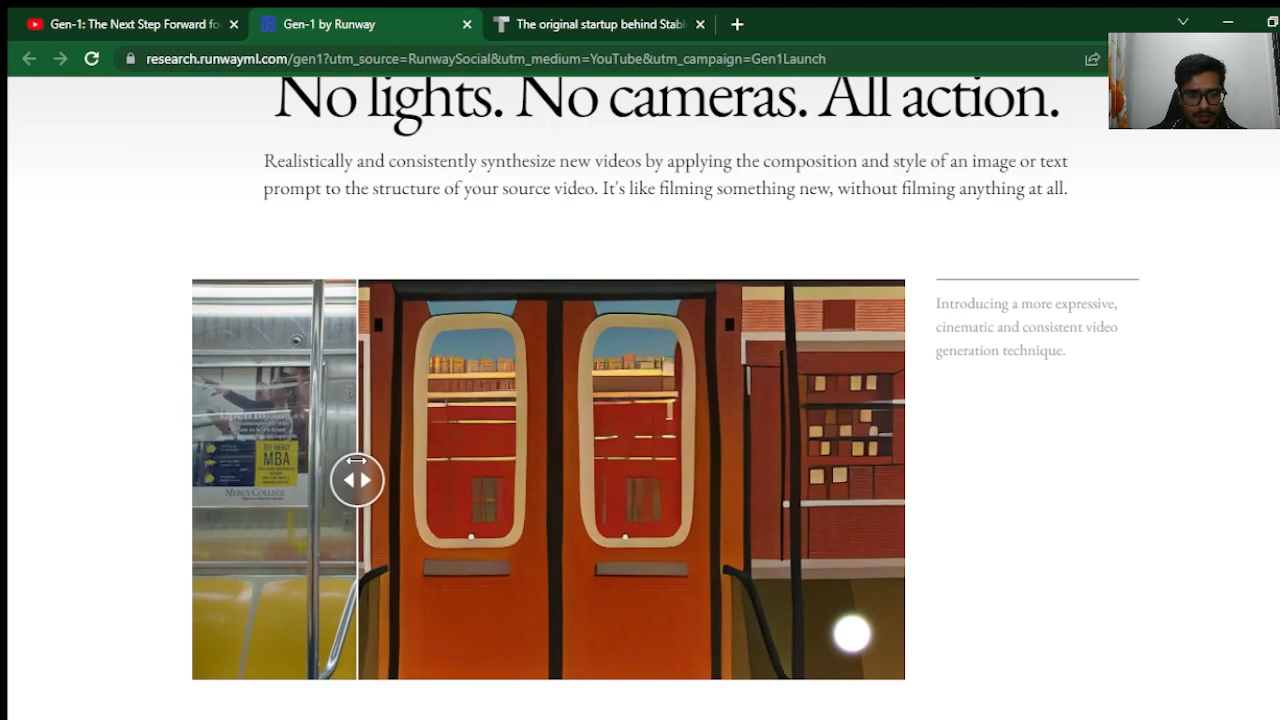 Gen-1: The Next Step Forward fo
Gen-1 by Runway
The original startup behind Stabl
research.runwayml.com/gen1?utm_source=RunwaySocial&utm_medium=YouTube&utm_campaign=Gen1Launch
No lights. No cameras. All action.
Realistically and consistently synthesize new videos by applying the composition and style of an image or text
prompt to the structure of your source video. It's like filming something new, without filming anything at all.
Introducing a more expressive,
cinematic and consistent video
generation technique.
MBA
MERCY COLLEGE